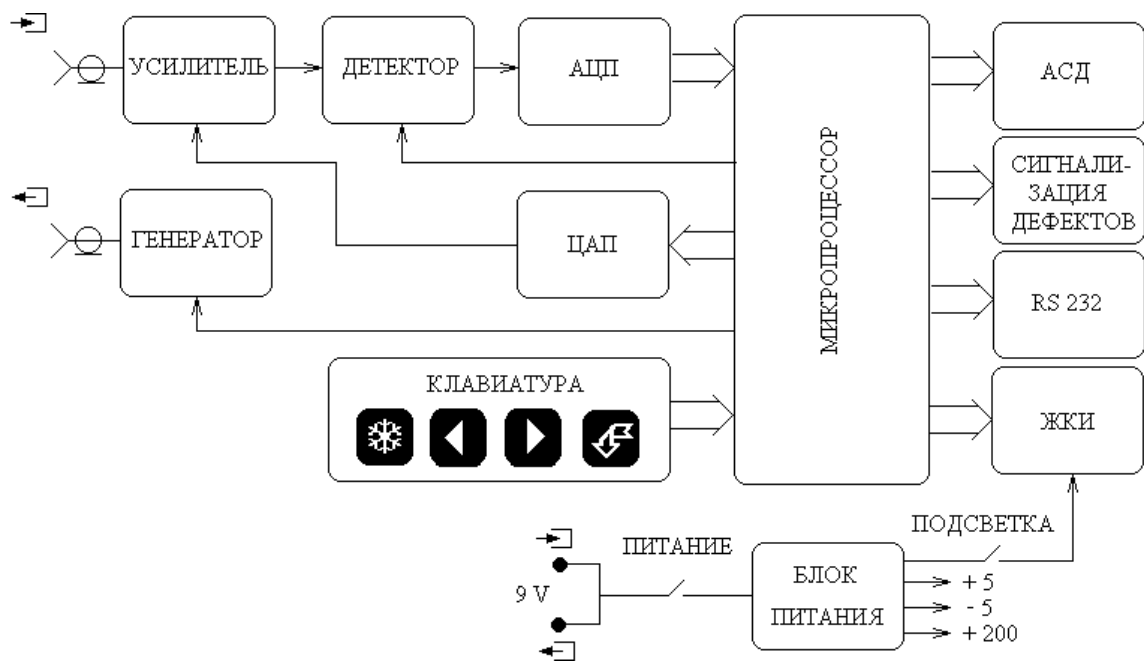 УСИЛИТЕЛЬ
ДЕТЕКТОР
АЦП
МИКРОПРОЦЕССОР
АСД
СИГНАЛИ-
ЗАЦИЯ
ДЕФЕКТОВ
ГЕНЕРАТОР
ЦАП
RS 232
КЛАВИАТУРА
ЖКИ
ПОДСВЕТКА
ПИТАНИЕ
9 V
БЛОК
ПИТАНИЯ
+ 5
- 5
+ 200